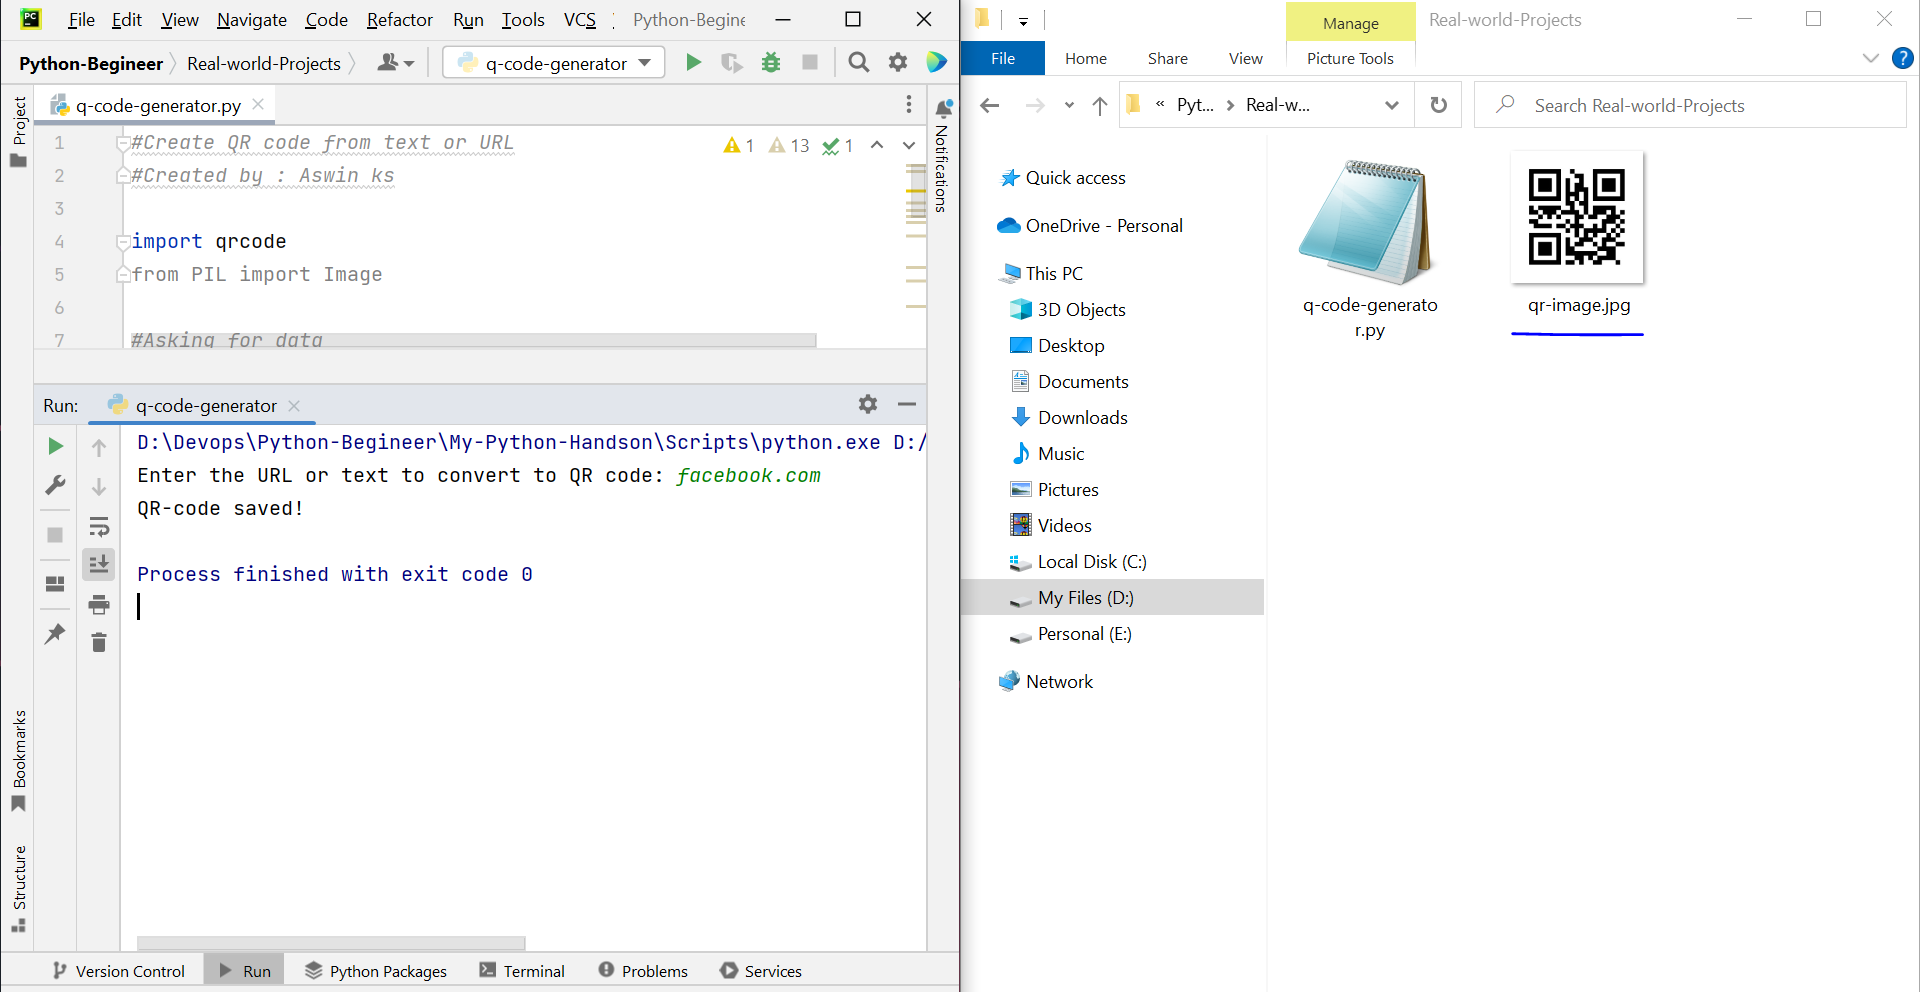 File Edit View Navigate Code Refactor Run Tools VCS Python-Begine
Python-Begineer Real-world-Projects q-code-generator
Project
q-code-generator.py
Notifications
1 #Create QR code from text or URL 1 13 1
2 #Created by : Aswin ks
3
4 import qrcode
5 from PIL import Image
6
7 #Asking for data
Run: q-code-generator
D:\Devops\Python-Begineer\My-Python-Handson\Scripts\python.exe D:/
Enter the URL or text to convert to QR code: facebook.com
QR-code saved!
Process finished with exit code 0
Bookmarks
Structure
Version Control Run Python Packages Terminal Problems Services
Manage Real-world-Projects
File Home Share View Picture Tools
« Pyt... Real-w... Search Real-world-Projects
Quick access
OneDrive - Personal
This PC
3D Objects
Desktop
Documents
Downloads
Music
Pictures
Videos
Local Disk (C:)
My Files (D:)
Personal (E:)
Network
q-code-generato
r.py
qr-image.jpg